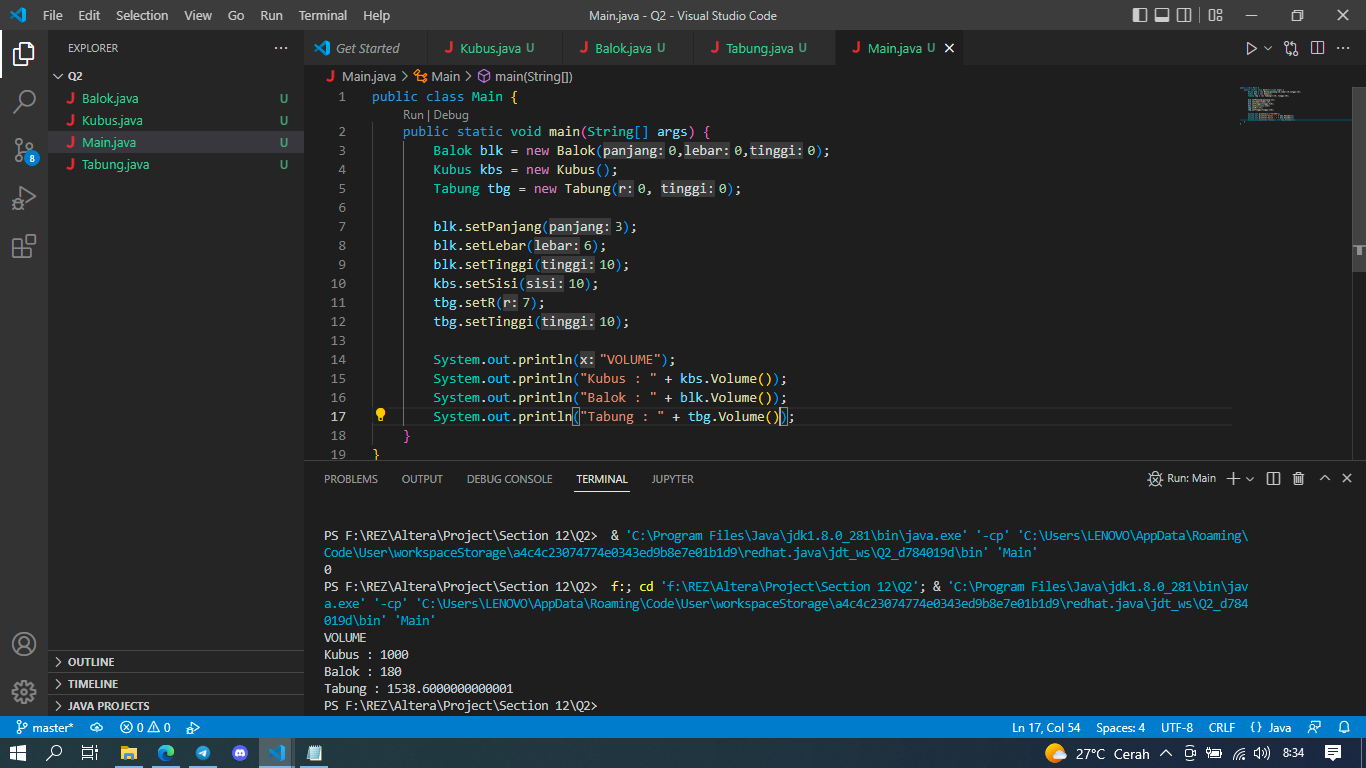 File Edit Selection View Go Run Terminal Help Main.java - Q2 - Visual Studio Code
EXPLORER
Q2
Balok.java U
Kubus.java U
Main.java U
Tabung.java U
8
OUTLINE
TIMELINE
JAVA PROJECTS
Get Started Kubus.java U Balok.java U Tabung.java U Main.java U
Main.java > Main > main(String[])
1 public class Main {
Run | Debug
2 public static void main(String[] args) {
3 Balok blk = new Balok(panjang: 0,lebar: 0,tinggi: 0);
4 Kubus kbs = new Kubus();
5 Tabung tbg = new Tabung(r: 0, tinggi: 0);
6
7 blk.setPanjang(panjang: 3);
8 blk.setLebar(lebar: 6);
9 blk.setTinggi(tinggi: 10);
10 kbs.setSisi(sisi: 10);
11 tbg.setR(r: 7);
12 tbg.setTinggi(tinggi: 10);
13
14 System.out.println(x: "VOLUME");
15 System.out.println("Kubus : " + kbs.Volume());
16 System.out.println("Balok : " + blk.Volume());
17 System.out.println("Tabung : " + tbg.Volume());
18 }
19 }
PROBLEMS OUTPUT DEBUG CONSOLE TERMINAL JUPYTER Run: Main
PS F:\REZ\Altera\Project\Section 12\Q2> & 'C:\Program Files\Java\jdk1.8.0_281\bin\java.exe' '-cp' 'C:\Users\LENOVO\AppData\Roaming\
Code\User\workspaceStorage\a4c4c23074774e0343ed9b8e7e01b1d9\redhat.java\jdt_ws\Q2_d784019d\bin' 'Main'
0
PS F:\REZ\Altera\Project\Section 12\Q2> f:; cd 'f:\REZ\Altera\Project\Section 12\Q2'; & 'C:\Program Files\Java\jdk1.8.0_281\bin\jav
a.exe' '-cp' 'C:\Users\LENOVO\AppData\Roaming\Code\User\workspaceStorage\a4c4c23074774e0343ed9b8e7e01b1d9\redhat.java\jdt_ws\Q2_d784
019d\bin' 'Main'
VOLUME
Kubus : 1000
Balok : 180
Tabung : 1538.6000000000001
PS F:\REZ\Altera\Project\Section 12\Q2>
master* 0 0 Ln 17, Col 54 Spaces: 4 UTF-8 CRLF {} Java
27°C Cerah 8:34